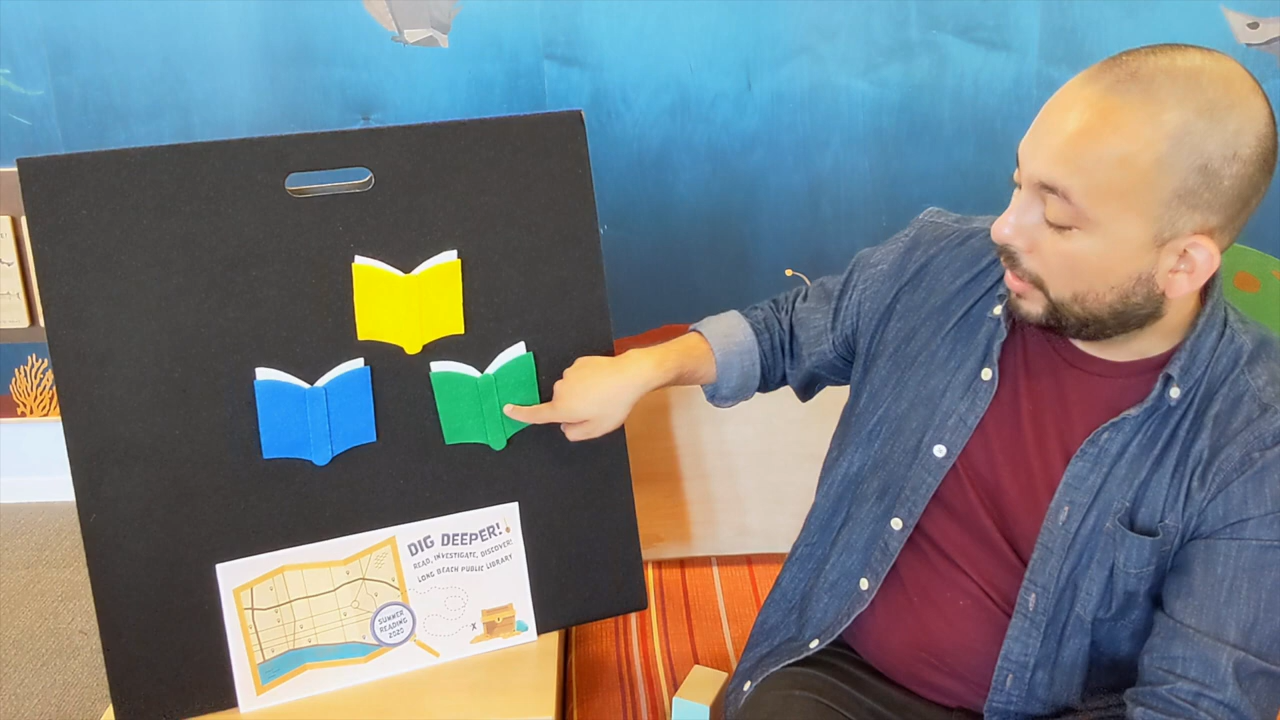 DIG DEEPER!
READ, INVESTIGATE, DISCOVER!
LONG BEACH PUBLIC LIBRARY
SUMMER
READING
2020
X